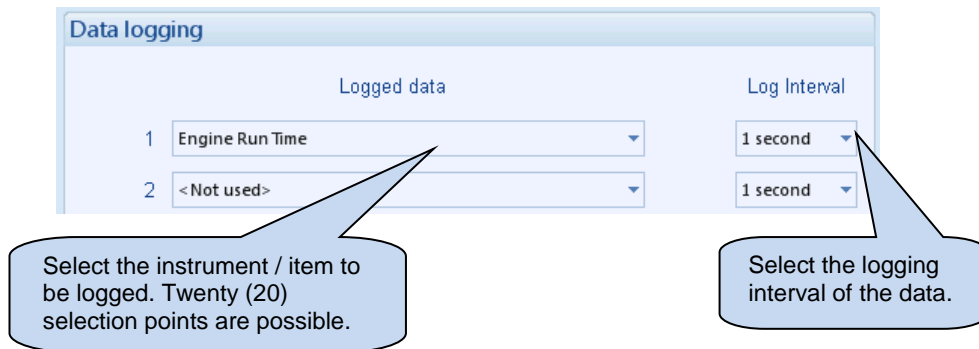 Data logging
Logged data Log Interval
1 Engine Run Time 1 second
2 <Not used> 1 second
Select the instrument / item to
be logged. Twenty (20)
selection points are possible.
Select the logging
interval of the data.